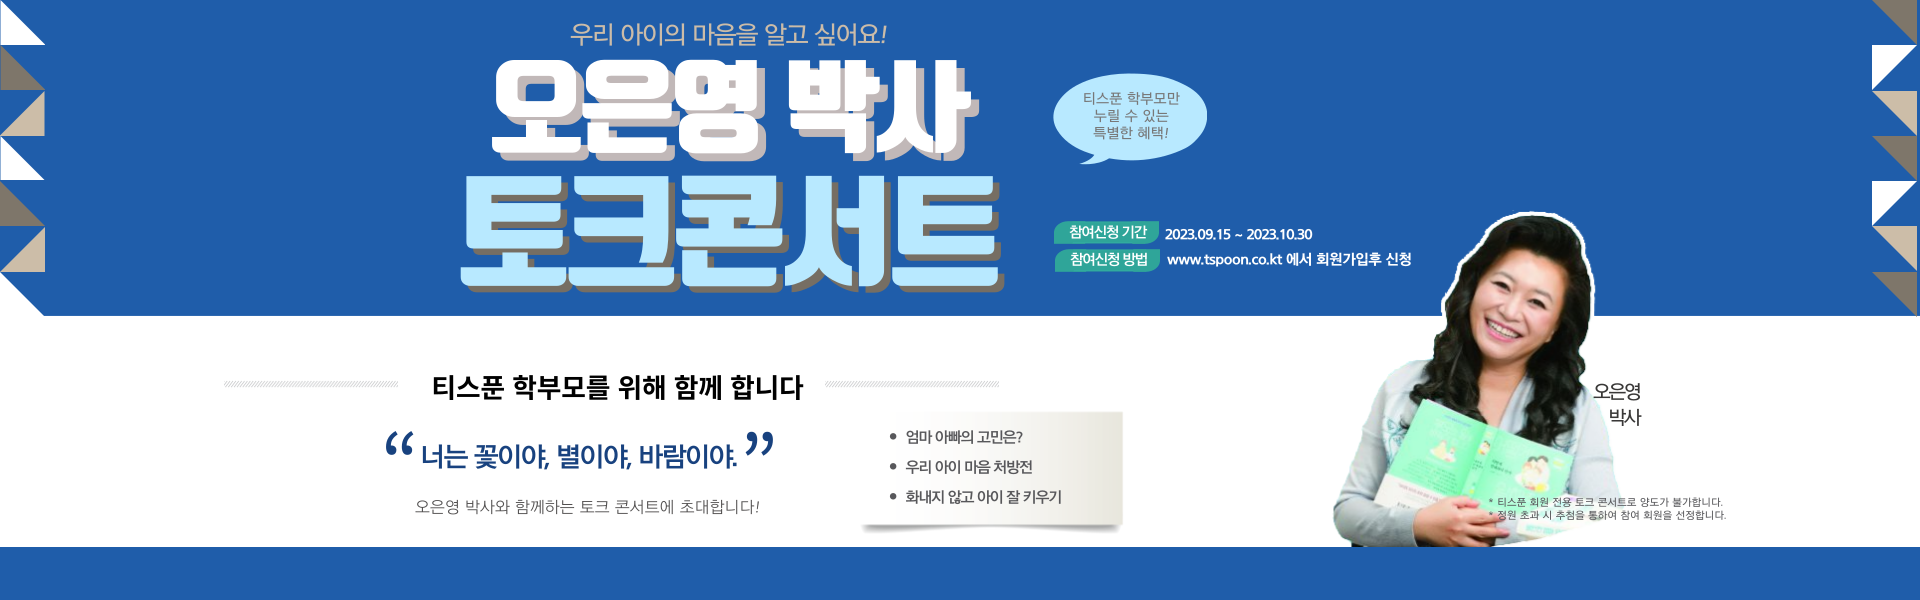 우리 아이의 마음을 알고 싶어요!
오은영 박사
토크콘서트
티스푼 학부모만
누릴 수 있는
특별한 혜택!
참여신청 기간 2023.09.15 ~ 2023.10.30
참여신청 방법 www.tspoon.co.kt 에서 회원가입후 신청
티스푼 학부모를 위해 함께 합니다
“ 너는 꽃이야, 별이야, 바람이야. ”
오은영 박사와 함께하는 토크 콘서트에 초대합니다!
• 엄마 아빠의 고민은?
• 우리 아이 마음 처방전
• 화내지 않고 아이 잘 키우기
오은영
박사
* 티스푼 회원 전용 토크 콘서트로 양도가 불가합니다.
* 정원 초과 시 추첨을 통하여 참여 회원을 선정합니다.